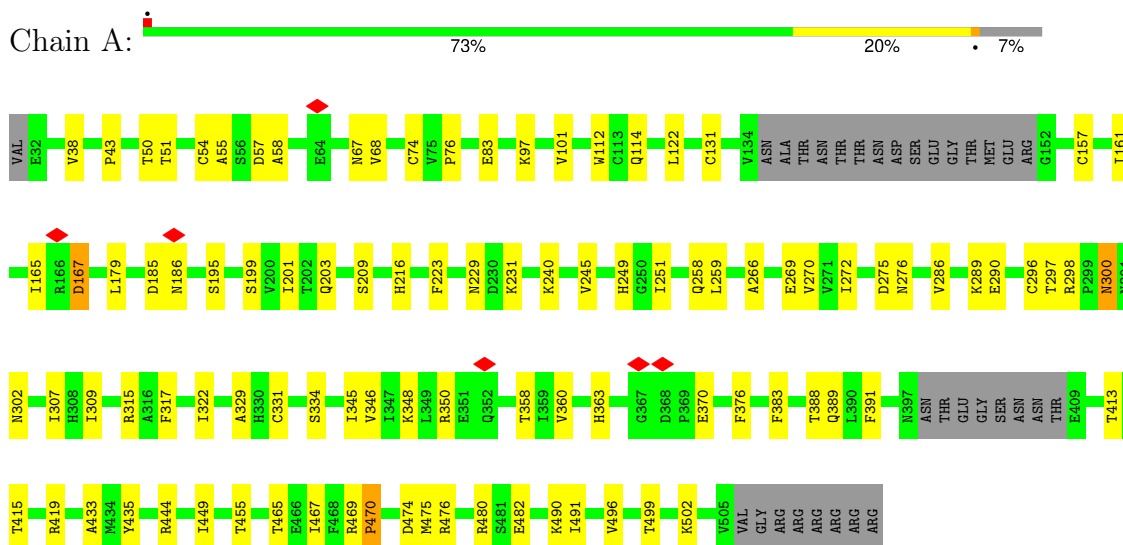 Chain A:
73% 20% 7%
VAL E32 V38 P43 T50 T51 C54 A55 S56 D57 A58 E64 N67 V68 C74 V75 P76 E83 K97 V101 W112 C113 Q114 L122 C131 V134 ASN ALA THR ASN THR THR ASN ASP SER GLU GLY THR MET GLU ARG G152 C157 I161
I165 R166 D167 L179 D185 N186 S195 S199 V200 I201 T202 Q203 S209 H216 F223 N229 D230 K231 K240 V245 H249 G250 I251 Q258 L259 A266 E269 V270 V271 I272 D275 N276 V286 K289 E290 C296 T297 R298 P299 N300
N302 I307 H308 I309 R315 A316 F317 I322 A329 H330 C331 S334 I345 V346 I347 K348 L349 R350 E351 Q352 T358 I359 V360 H363 G367 D368 P369 E370 F376 F383 T388 Q389 L390 F391 N397 ASN THR GLU GLY SER ASN ASN THR E409 T413
T415 R419 A433 M434 Y435 R444 I449 T455 T465 E466 I467 F468 R469 P470 D474 M475 R476 R480 S481 E482 K490 I491 V496 T499 K502 V505 VAL GLY ARG ARG ARG ARG ARG ARG